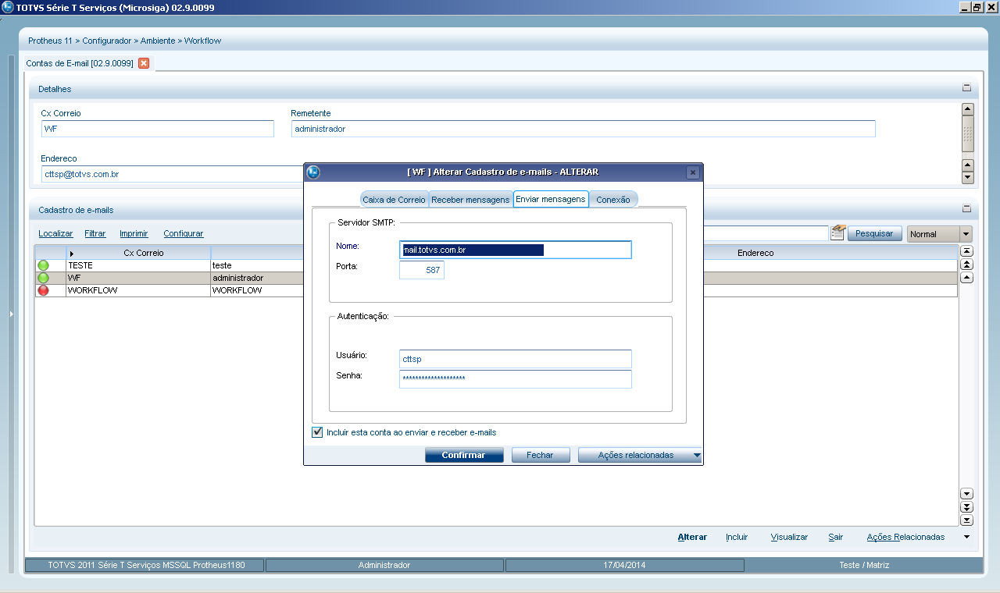 TOTVS Série T Serviços (Microsiga) 02.9.0099
Protheus 11 > Configurador > Ambiente > Workflow
Contas de E-mail [02.9.0099]
Detalhes
Cx Correio
Remetente
WF
administrador
Endereco
cttsp@totvs.com.br
[ WF ] Alterar Cadastro de e-mails - ALTERAR
Caixa de Correio
Receber mensagens
Enviar mensagens
Conexão
Servidor SMTP:
Nome:
mail.totvs.com.br
Porta:
587
Autenticação:
Usuário:
cttsp
Senha:
*******************
Incluir esta conta ao enviar e receber e-mails
Confirmar
Fechar
Ações relacionadas
Cadastro de e-mails
Localizar
Filtrar
Imprimir
Configurar
Pesquisar
Normal
Cx Correio
Endereco
TESTE
teste
WF
administrador
WORKFLOW
WORKFLOW
Alterar
Incluir
Visualizar
Sair
Ações Relacionadas
TOTVS 2011 Série T Serviços MSSQL Protheus1180
Administrador
17/04/2014
Teste / Matriz